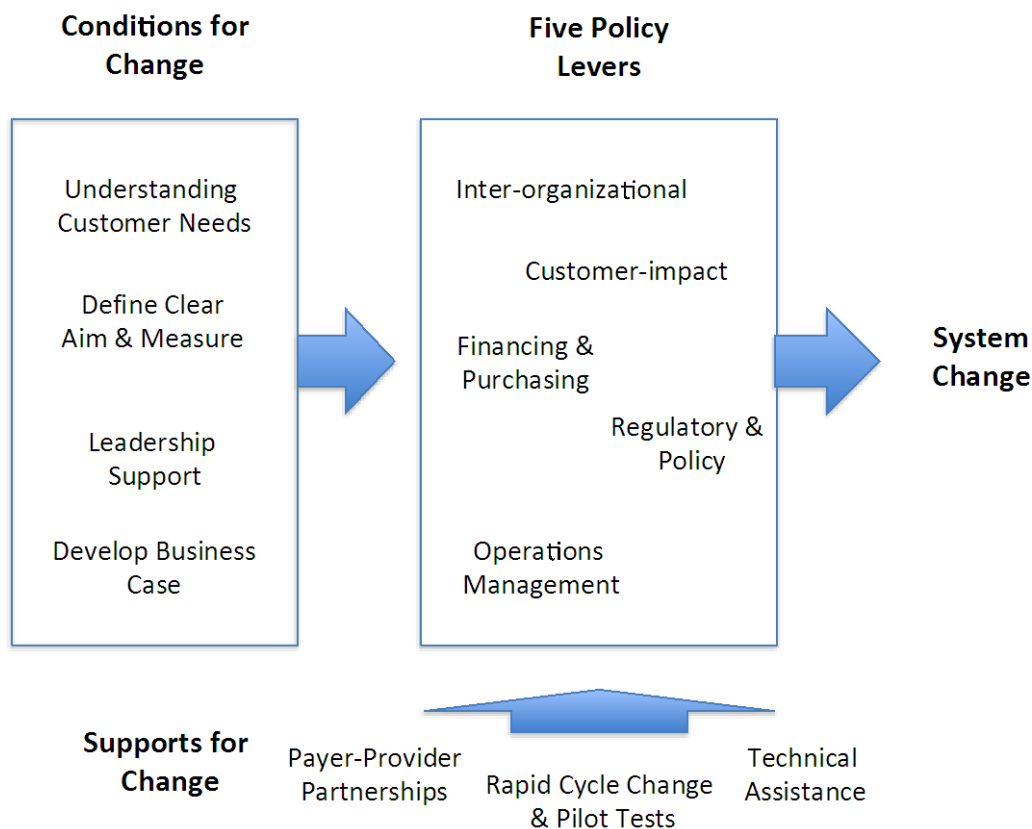 Conditions for
Change
Five Policy
Levers
Understanding
Customer Needs
Define Clear
Aim & Measure
Leadership
Support
Develop Business
Case
Inter-organizational
Customer-impact
Financing &
Purchasing
Regulatory &
Policy
Operations
Management
System
Change
Supports for
Change
Payer-Provider
Partnerships
Rapid Cycle Change
& Pilot Tests
Technical
Assistance